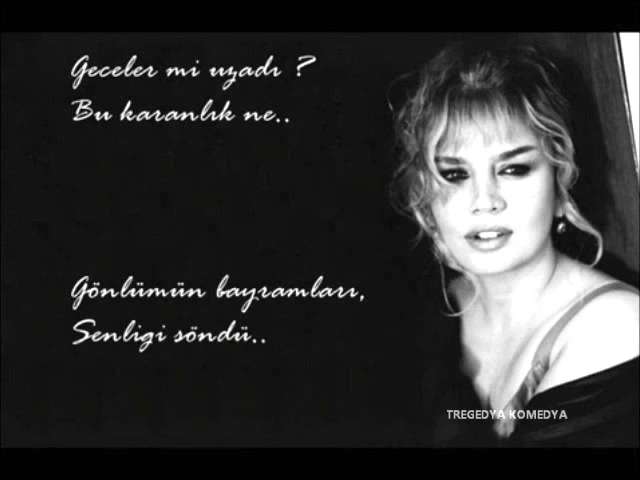 Geceler mi uzadı ?
Bu karanlık ne..
Gönlümün bayramları,
Senligi söndü..
TREGEDYA KOMEDYA